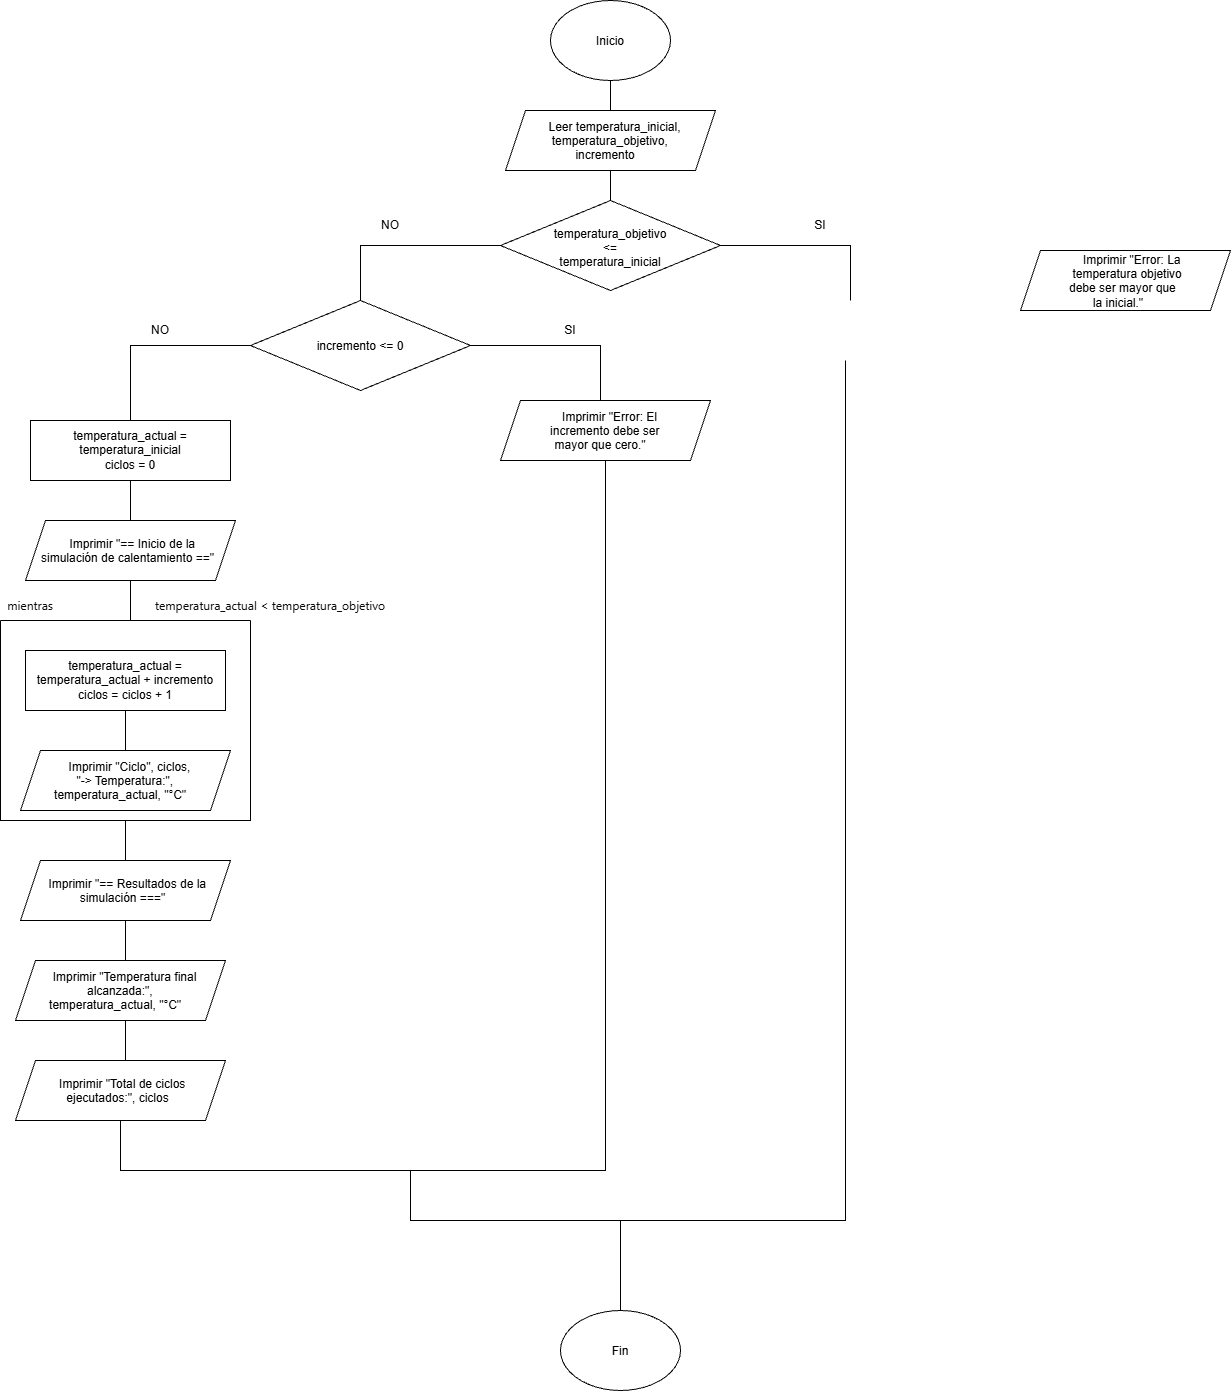 Inicio
Leer temperatura_inicial,
temperatura_objetivo,
incremento
NO
SI
temperatura_objetivo
<=
temperatura_inicial
Imprimir "Error: La
temperatura objetivo
debe ser mayor que
la inicial."
NO
SI
incremento <= 0
Imprimir "Error: El
incremento debe ser
mayor que cero."
temperatura_actual =
temperatura_inicial
ciclos = 0
Imprimir "== Inicio de la
simulación de calentamiento =="
mientras
temperatura_actual < temperatura_objetivo
temperatura_actual =
temperatura_actual + incremento
ciclos = ciclos + 1
Imprimir "Ciclo", ciclos,
"-> Temperatura:",
temperatura_actual, "°C"
Imprimir "== Resultados de la
simulación ==="
Imprimir "Temperatura final
alcanzada:",
temperatura_actual, "°C"
Imprimir "Total de ciclos
ejecutados:", ciclos
Fin